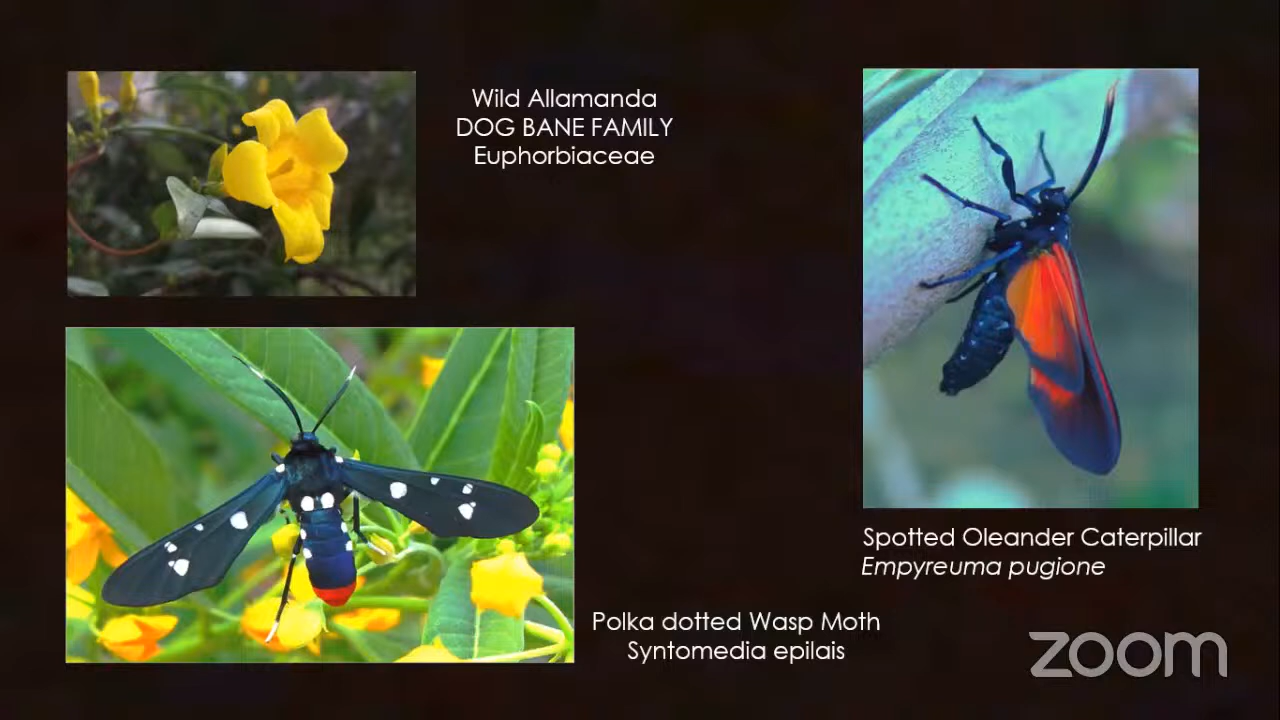 Wild Allamanda
DOG BANE FAMILY
Euphorbiaceae
Spotted Oleander Caterpillar
Empyreuma pugione
Polka dotted Wasp Moth
Syntomedia epilais
zoom